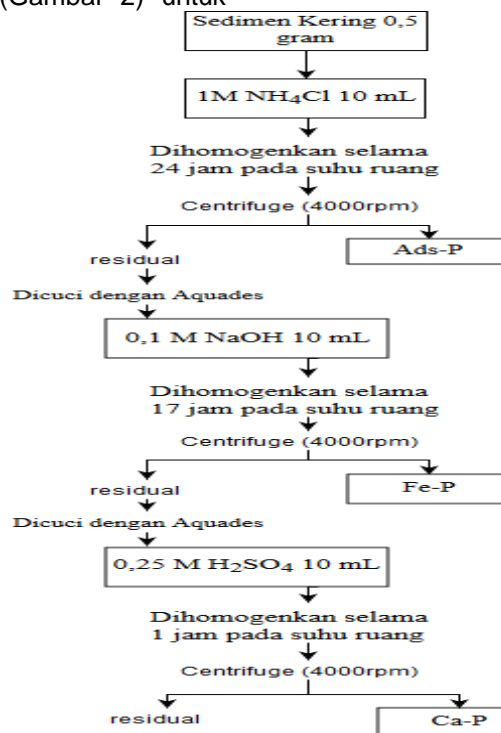 (Gambar 2) untuk
Sedimen Kering 0,5
gram
1M NH₄Cl 10 mL
Dihomogenkan selama
24 jam pada suhu ruang
Centrifuge (4000rpm)
residual
Ads-P
Dicuci dengan Aquades
0,1 M NaOH 10 mL
Dihomogenkan selama
17 jam pada suhu ruang
Centrifuge (4000rpm)
residual
Fe-P
Dicuci dengan Aquades
0,25 M H₂SO₄ 10 mL
Dihomogenkan selama
1 jam pada suhu ruang
Centrifuge (4000rpm)
residual
Ca-P